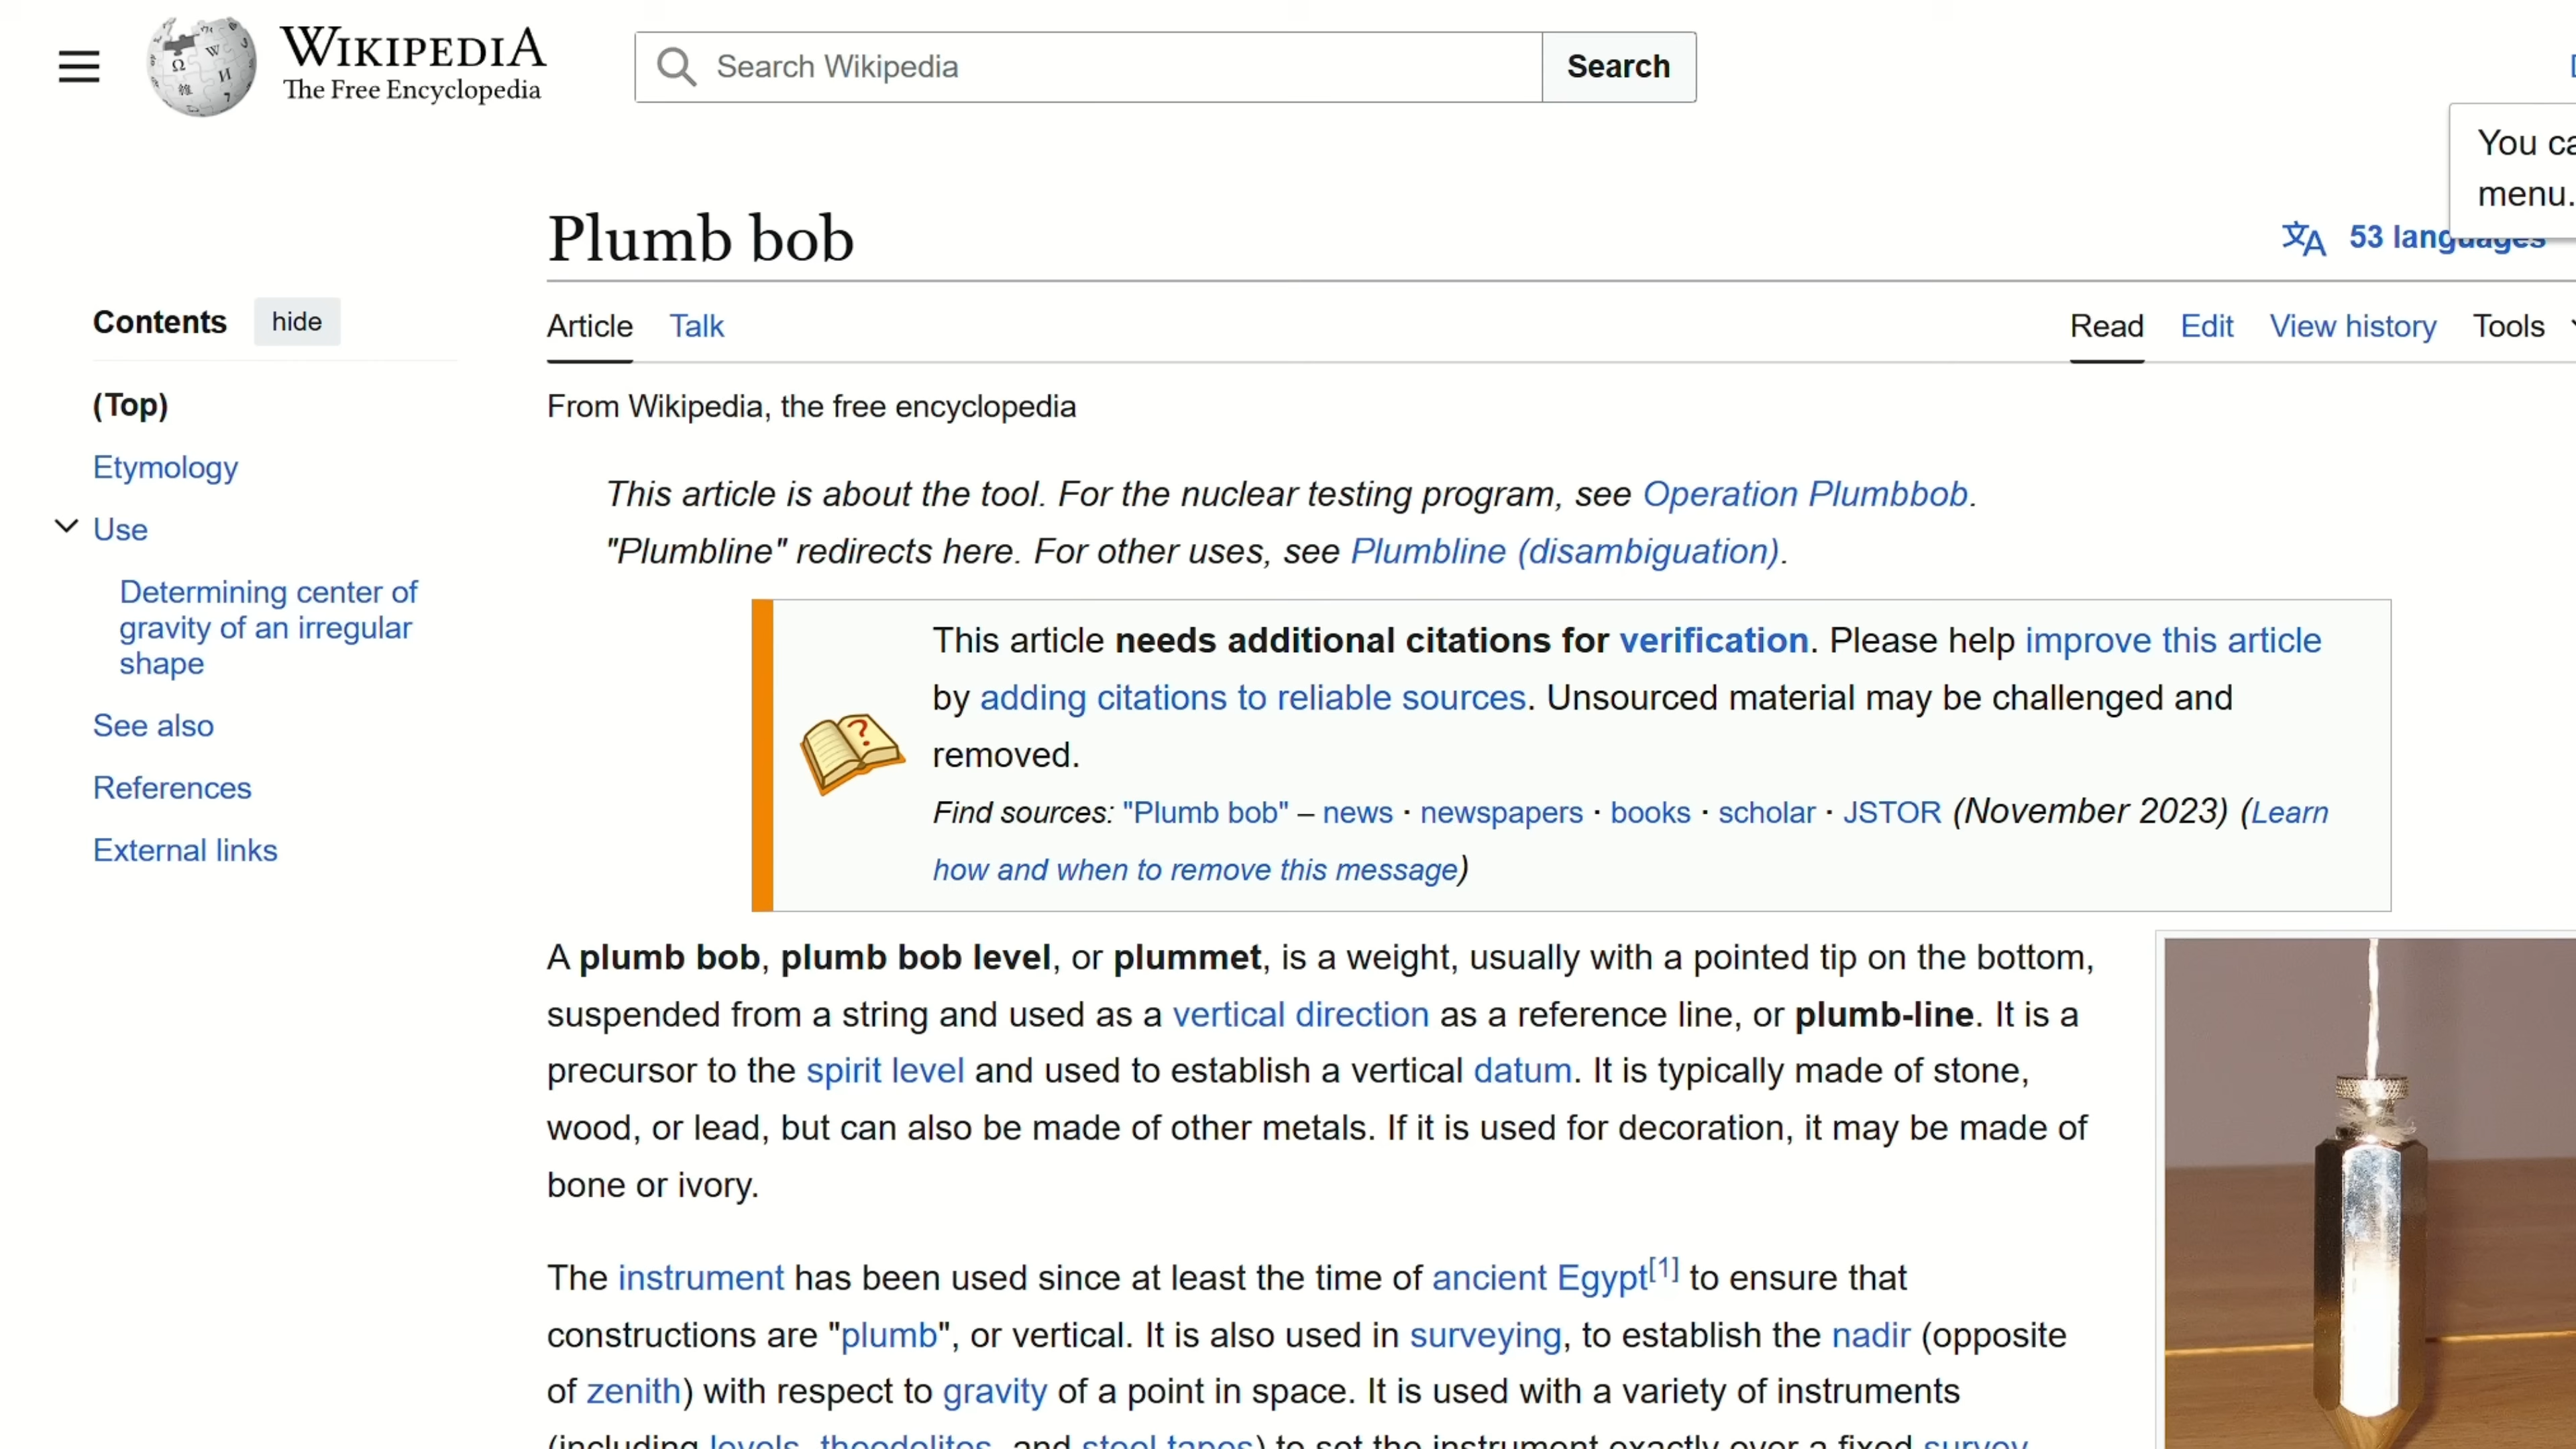 WIKIPEDIA
The Free Encyclopedia
Search Wikipedia
Search
You ca
menu.
Plumb bob
53 languages
Contents hide
Article Talk
Read Edit View history Tools
(Top)
From Wikipedia, the free encyclopedia
Etymology
Use
Determining center of
gravity of an irregular
shape
See also
References
External links
This article is about the tool. For the nuclear testing program, see Operation Plumbbob.
"Plumbline" redirects here. For other uses, see Plumbline (disambiguation).
This article needs additional citations for verification. Please help improve this article
by adding citations to reliable sources. Unsourced material may be challenged and
removed.
Find sources: "Plumb bob" – news · newspapers · books · scholar · JSTOR (November 2023) (Learn
how and when to remove this message)
A plumb bob, plumb bob level, or plummet, is a weight, usually with a pointed tip on the bottom,
suspended from a string and used as a vertical direction as a reference line, or plumb-line. It is a
precursor to the spirit level and used to establish a vertical datum. It is typically made of stone,
wood, or lead, but can also be made of other metals. If it is used for decoration, it may be made of
bone or ivory.
The instrument has been used since at least the time of ancient Egypt[1] to ensure that
constructions are "plumb", or vertical. It is also used in surveying, to establish the nadir (opposite
of zenith) with respect to gravity of a point in space. It is used with a variety of instruments
(including levels, theodolites, and steel tapes) to set the instrument exactly over a fixed survey